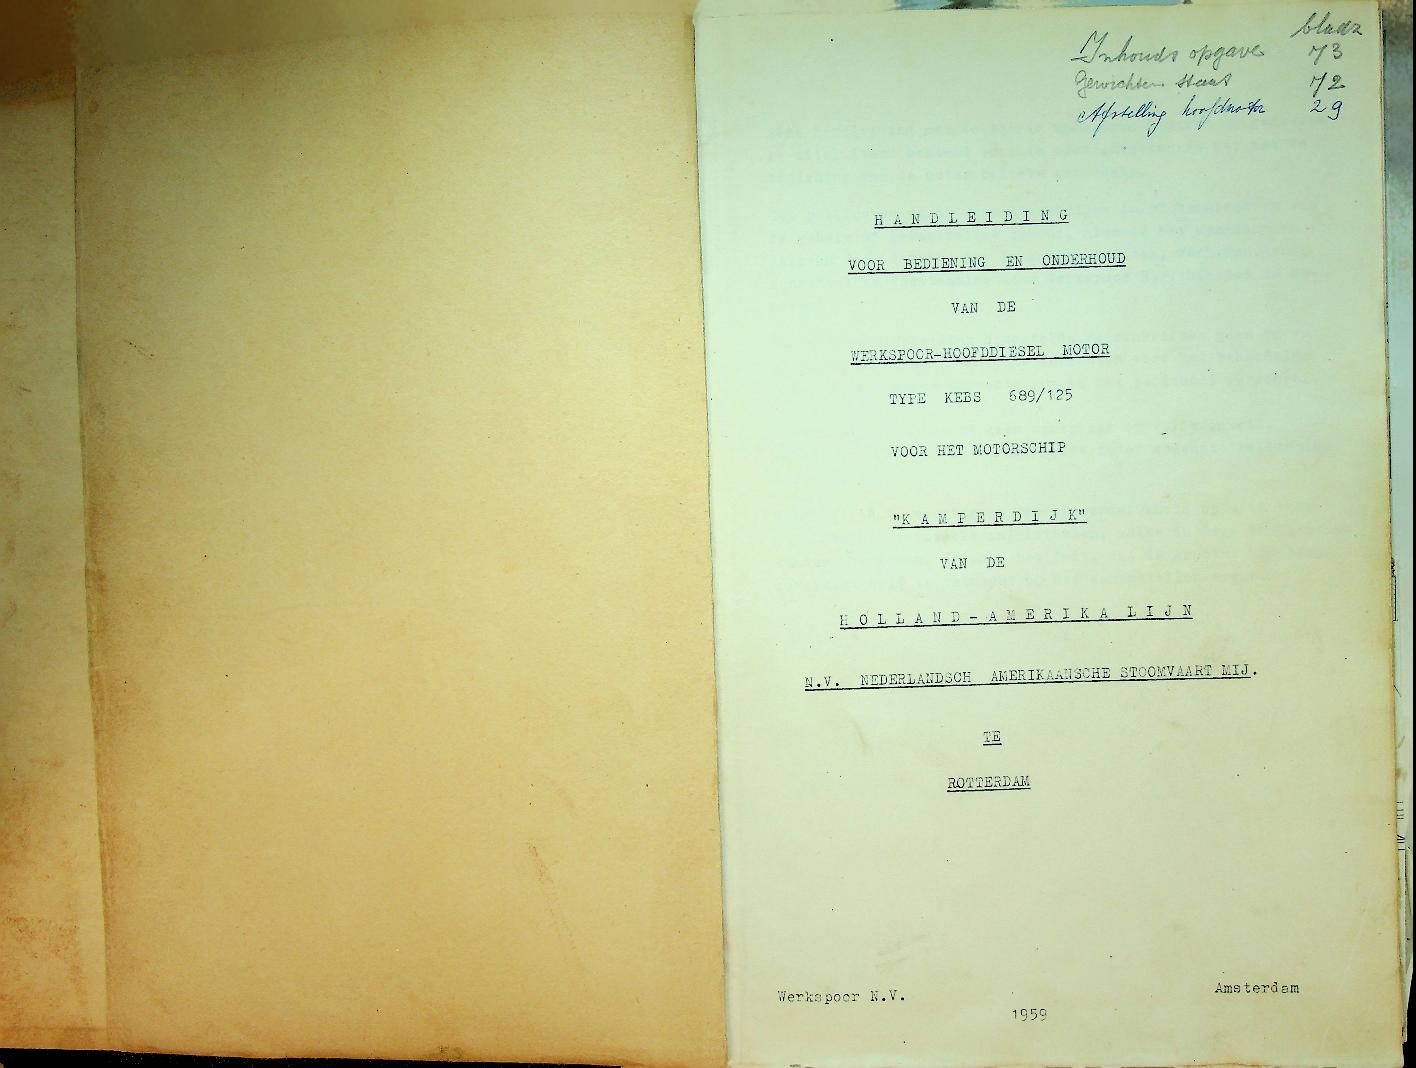 bladz
Inhouds opgave 73
Gewichten staat 72
Afstelling hoofdmotor 29
HANDLEIDING
VOOR BEDIENING EN ONDERHOUD
VAN DE
WERKSPOOR-HOOFDDIESEL MOTOR
TYPE KEBS 689/125
VOOR HET MOTORSCHIP
"KAMPERDIJK"
VAN DE
HOLLAND-AMERIKA LIJN
N.V. NEDERLANDSCH AMERIKAANSCHE STOOMVAART MIJ.
TE
ROTTERDAM
Werkspoor N.V. Amsterdam
1959